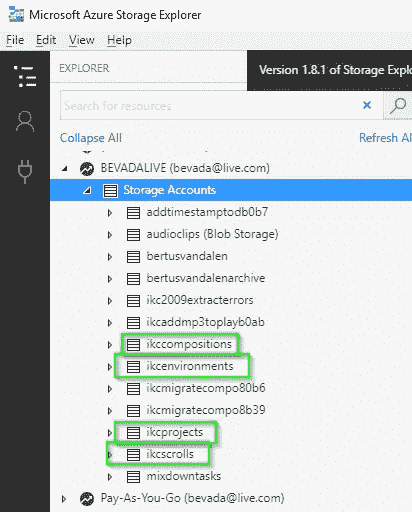 Microsoft Azure Storage Explorer
File Edit View Help
EXPLORER
Version 1.8.1 of Storage Explo
Search for resources
Collapse All Refresh Al
BEVADALIVE (bevada@live.com)
Storage Accounts
addtimestamptodb0b7
audioclips (Blob Storage)
bertusvandalen
bertusvandalenarchive
ikc2009extracterrors
ikcaddmp3toplayb0ab
ikccompositions
ikcenvironments
ikcmigratecompo80b6
ikcmigratecompo8b39
ikcprojects
ikcscrolls
mixdowntasks
Pay-As-You-Go (bevada@live.com)